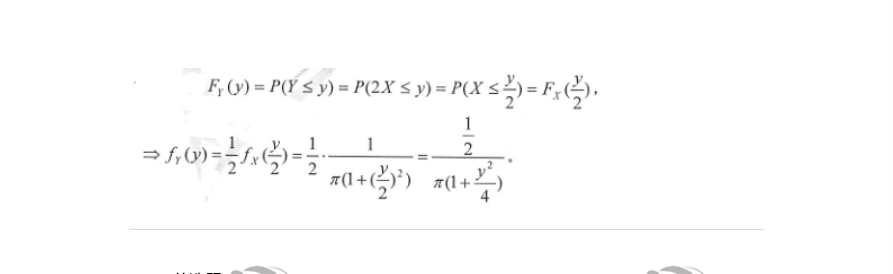 F_Y(y) = P(Y ≤ y) = P(2X ≤ y) = P(X ≤ y/2) = F_X(y/2),
⇒ f_Y(y) = 1/2 f_X(y/2) = 1/2 · 1/(π(1+(y/2)²)) = (1/2)/(π(1+y²/4)).